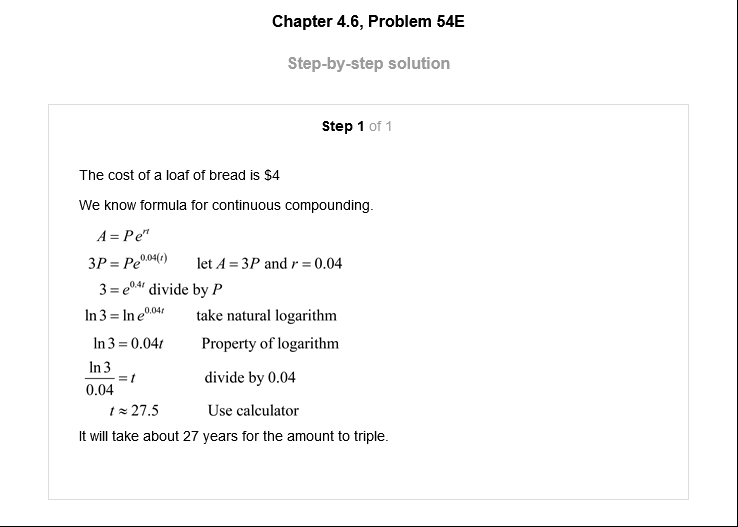 Chapter 4.6, Problem 54E
Step-by-step solution
Step 1 of 1
The cost of a loaf of bread is $4
We know formula for continuous compounding.
A = Pe^{rt}
3P = Pe^{0.04(t)} let A = 3P and r = 0.04
3 = e^{0.4t} divide by P
ln 3 = ln e^{0.04t} take natural logarithm
ln 3 = 0.04t Property of logarithm
\frac{ln 3}{0.04} = t divide by 0.04
t ≈ 27.5 Use calculator
It will take about 27 years for the amount to triple.